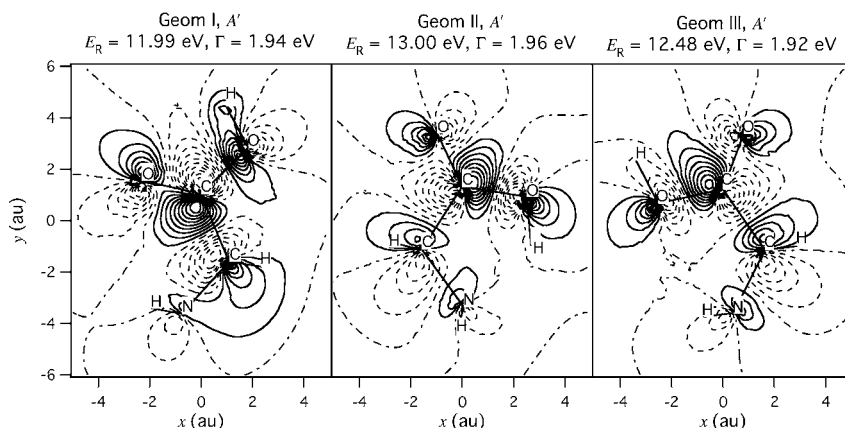 Geom I, A′
E_R = 11.99 eV, Γ = 1.94 eV
Geom II, A′
E_R = 13.00 eV, Γ = 1.96 eV
Geom III, A′
E_R = 12.48 eV, Γ = 1.92 eV
6
4
2
0
-2
-4
-6
y (au)
H
O
O
C
C
H
H
N
O
C
O
H
C
H
N
H
O
H
C
O
C
H
H
N
-4 -2 0 2 4
-4 -2 0 2 4
-4 -2 0 2 4
x (au)
x (au)
x (au)